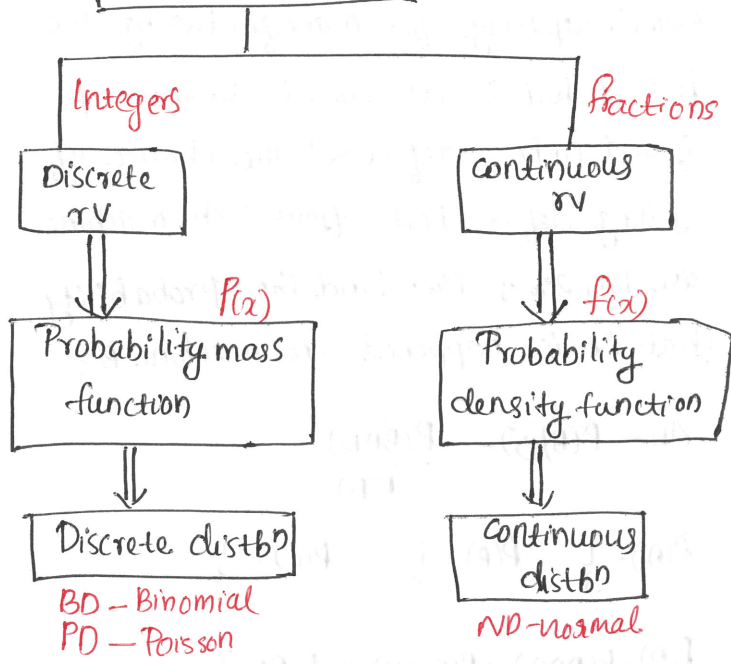 Integers
fractions
Discrete
rv
continuous
rv
P(x)
f(x)
Probability mass
function
Probability
density function
Discrete distbⁿ
continuous
distbⁿ
BD – Binomial
PD – Poisson
ND-normal